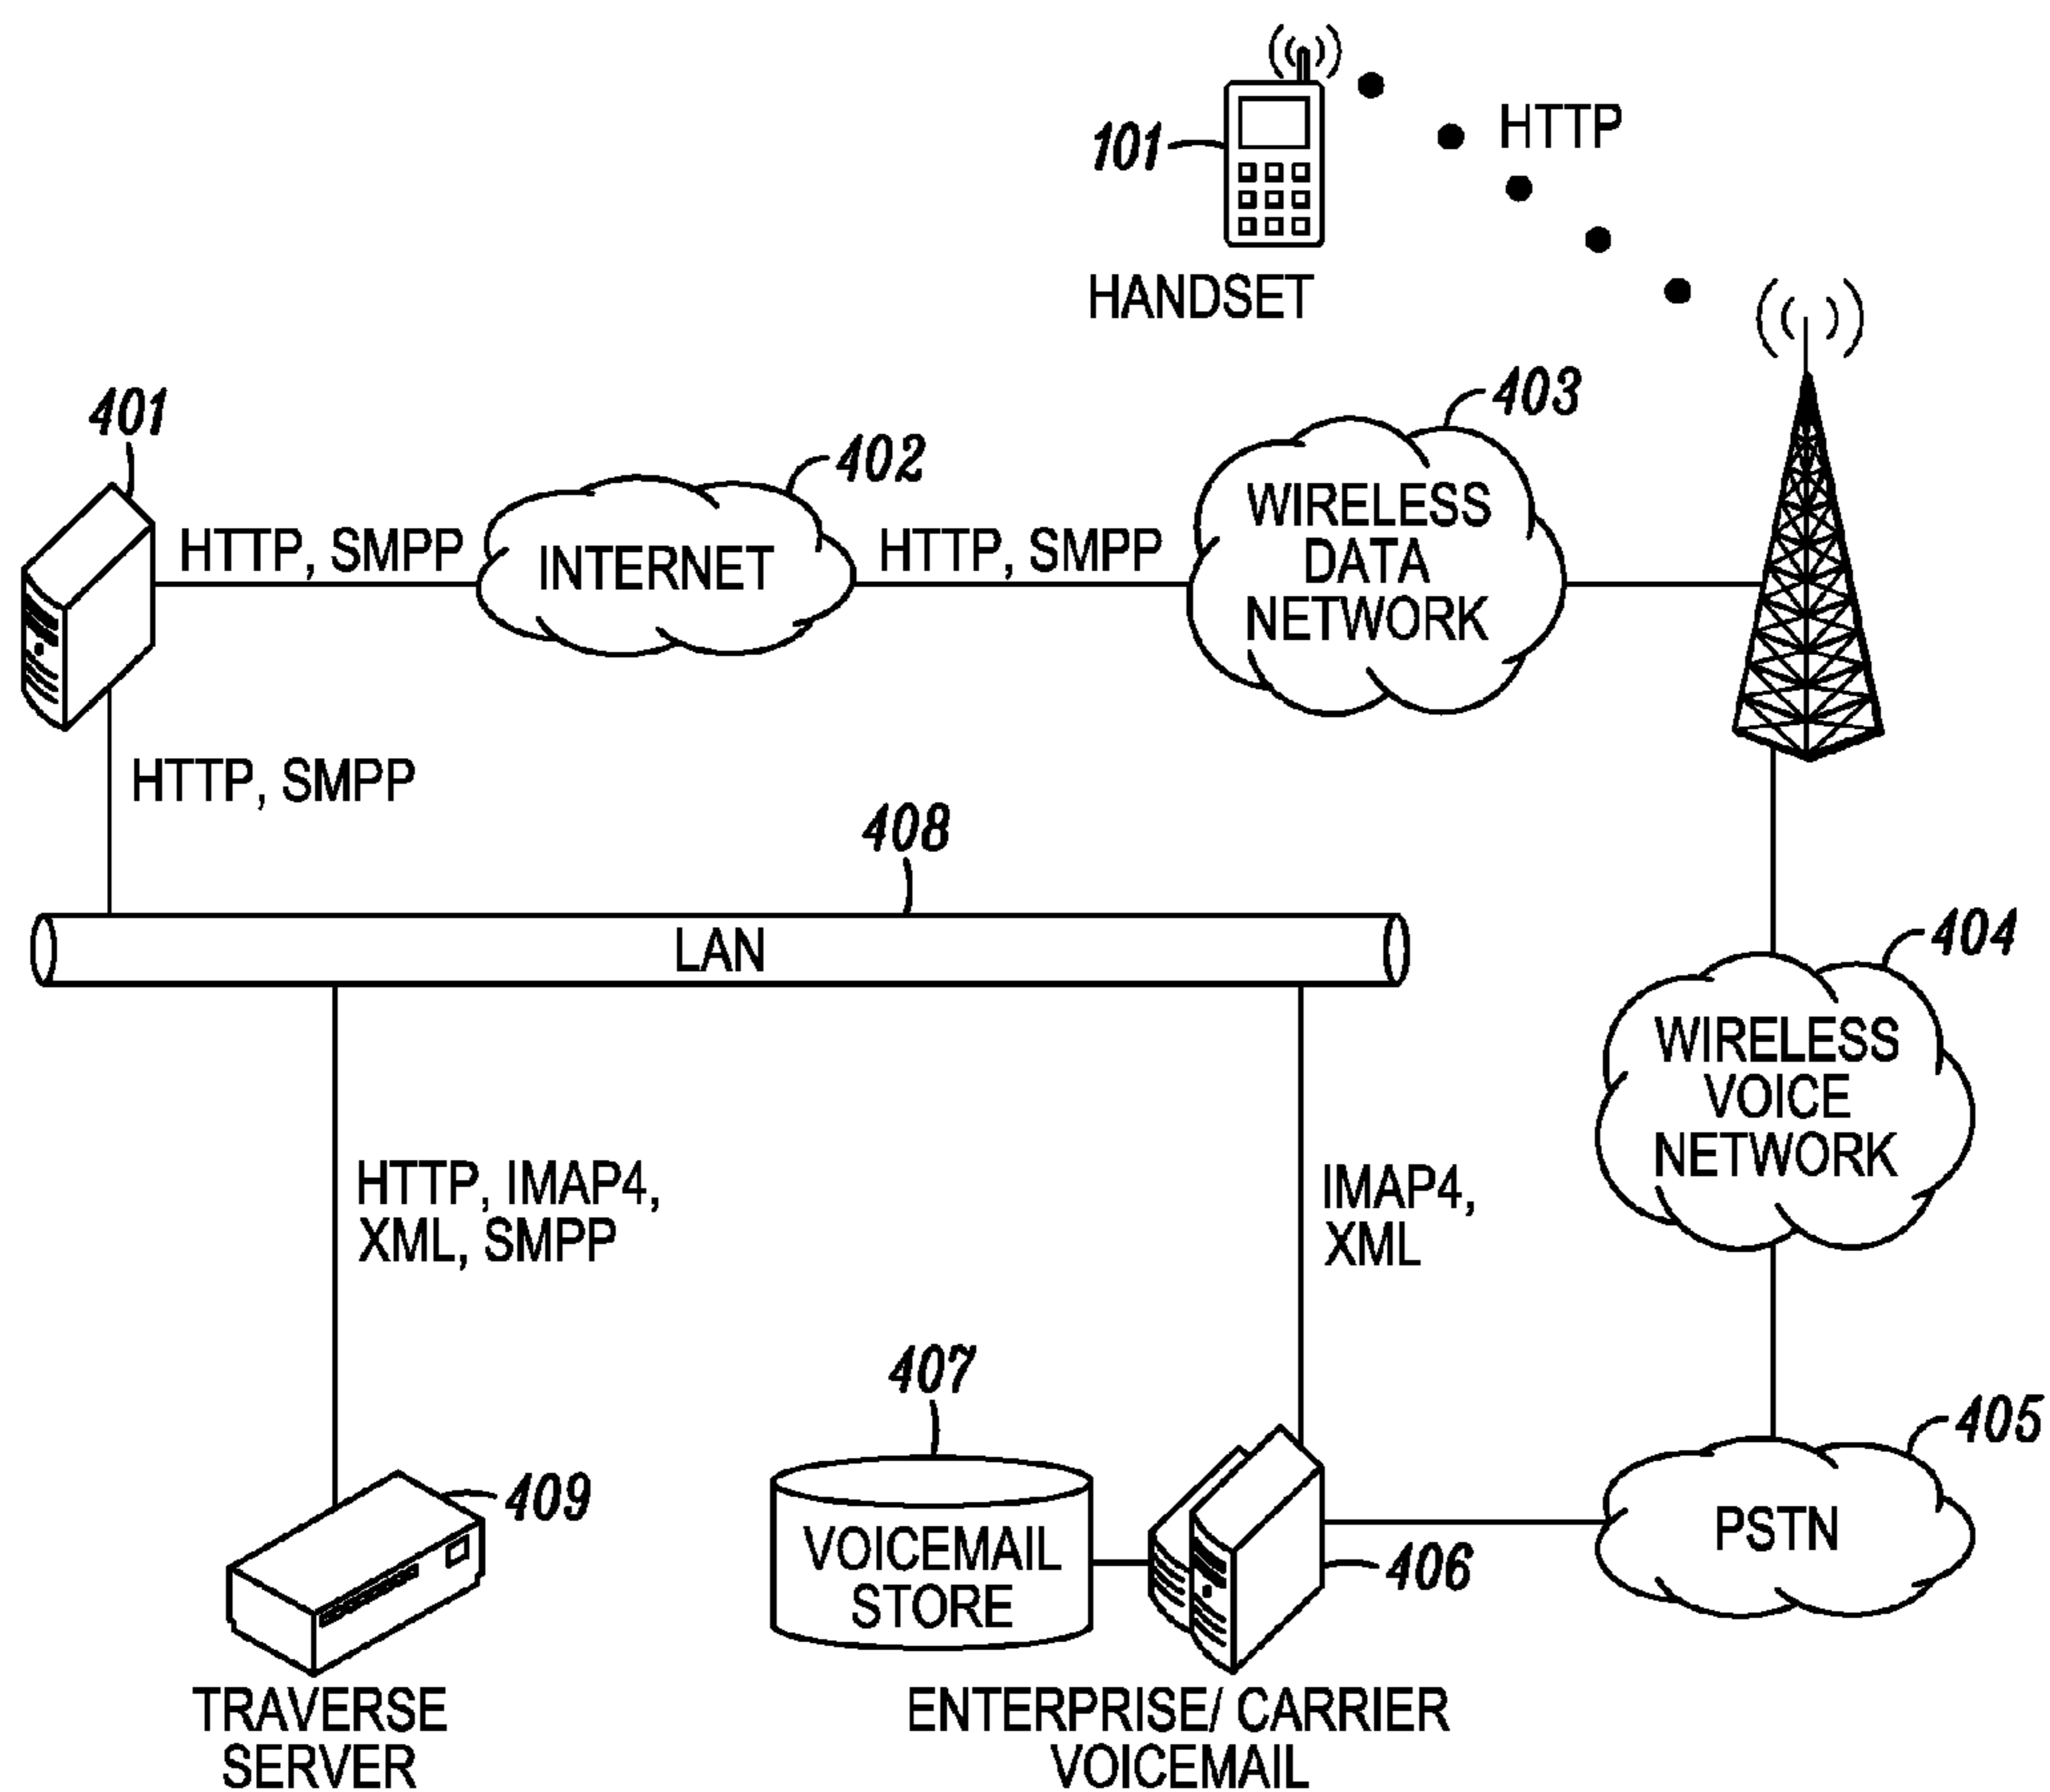 101
HTTP
HANDSET
401
402
403
HTTP, SMPP
INTERNET
HTTP, SMPP
WIRELESS
DATA
NETWORK
HTTP, SMPP
408
LAN
404
WIRELESS
VOICE
NETWORK
HTTP, IMAP4,
XML, SMPP
IMAP4,
XML
407
405
409
VOICEMAIL
STORE
406
PSTN
TRAVERSE
SERVER
ENTERPRISE/ CARRIER
VOICEMAIL